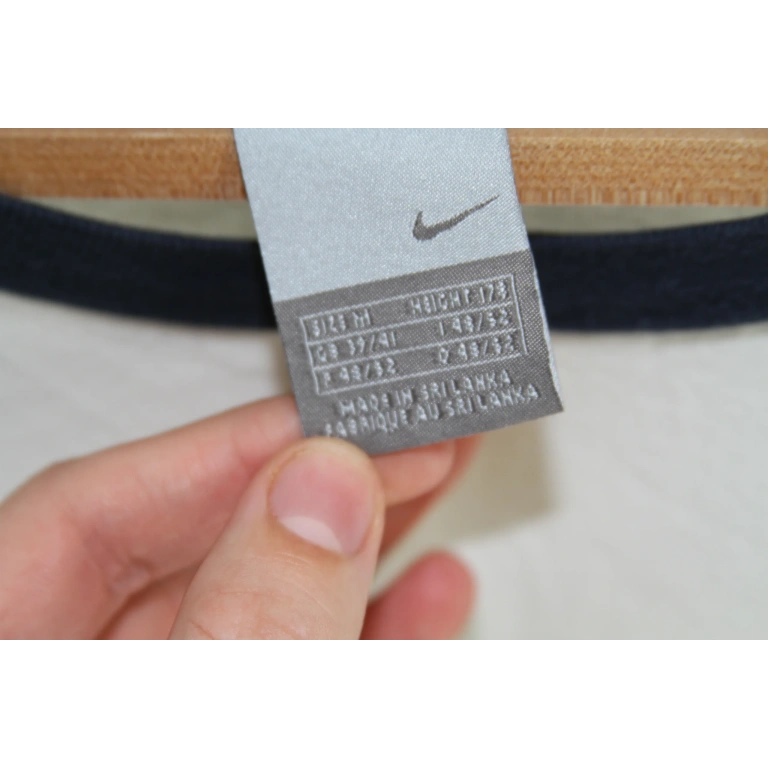 SIZE M HEIGHT 178
GB 39/41 I 48/52
F 48/52 D 48/52
MADE IN SRI LANKA
FABRIQUE AU SRI LANKA